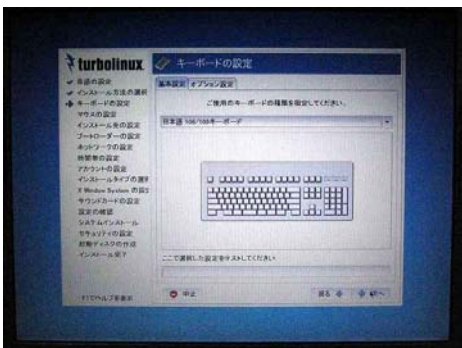 turbolinux
キーボードの設定
言語の設定
インストール方法の選択
キーボードの設定
マウスの設定
インストール先の設定
ブートローダーの設定
ネットワークの設定
時間帯の設定
アカウントの設定
インストールタイプの選択
X Window System の設定
サウンドカードの設定
設定の確認
システムインストール
セキュリティの設定
起動ディスクの作成
インストール完了
F1でヘルプを表示
基本設定 オプション設定
ご使用のキーボードの種類を指定してください。
日本語 106/109キーボード
ここで選択した設定をテストしてください
中止
戻る
次へ